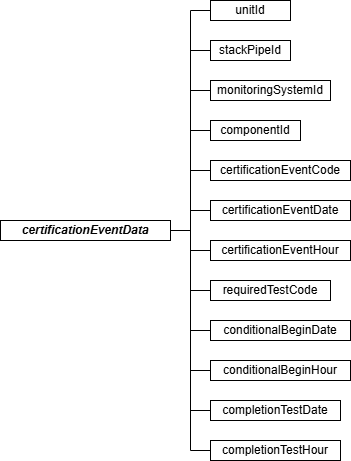 unitId
stackPipeId
monitoringSystemId
componentId
certificationEventCode
certificationEventDate
certificationEventData
certificationEventHour
requiredTestCode
conditionalBeginDate
conditionalBeginHour
completionTestDate
completionTestHour